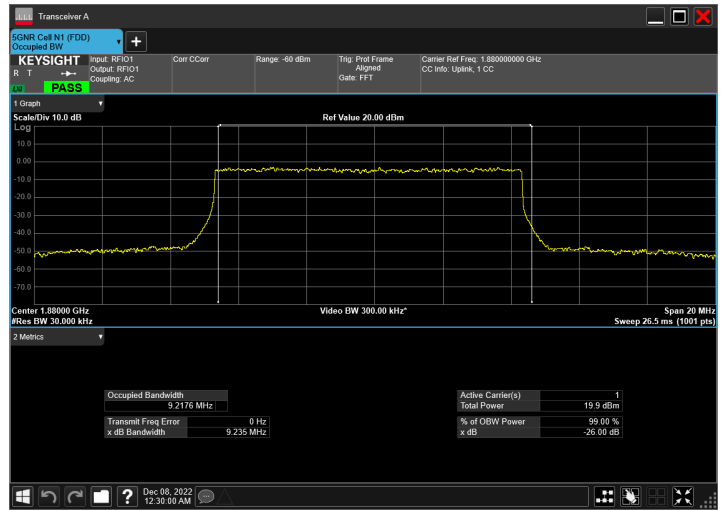 Transceiver A
5GNR Cell N1 (FDD)
Occupied BW
KEYSIGHT
R T
LXI
PASS
Input: RFIO1
Output: RFIO1
Coupling: AC
Corr CCorr
Range: -60 dBm
Trig: Prot Frame
Aligned
Gate: FFT
Carrier Ref Freq: 1.880000000 GHz
CC Info: Uplink, 1 CC
1 Graph
Scale/Div 10.0 dB
Ref Value 20.00 dBm
Log
10.0
0.00
-10.0
-20.0
-30.0
-40.0
-50.0
-60.0
-70.0
Center 1.88000 GHz
Video BW 300.00 kHz*
Span 20 MHz
#Res BW 30.000 kHz
Sweep 26.5 ms (1001 pts)
2 Metrics
Occupied Bandwidth
9.2176 MHz
Transmit Freq Error 0 Hz
x dB Bandwidth 9.235 MHz
Active Carrier(s) 1
Total Power 19.9 dBm
% of OBW Power 99.00 %
x dB -26.00 dB
?
Dec 08, 2022
12:30:00 AM